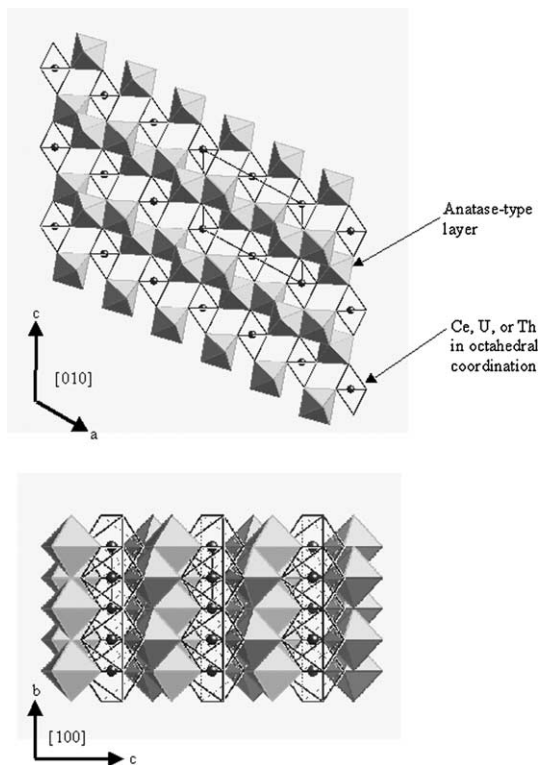 Anatase-type
layer
Ce, U, or Th
in octahedral
coordination
c
[010]
a
b
[100]
c